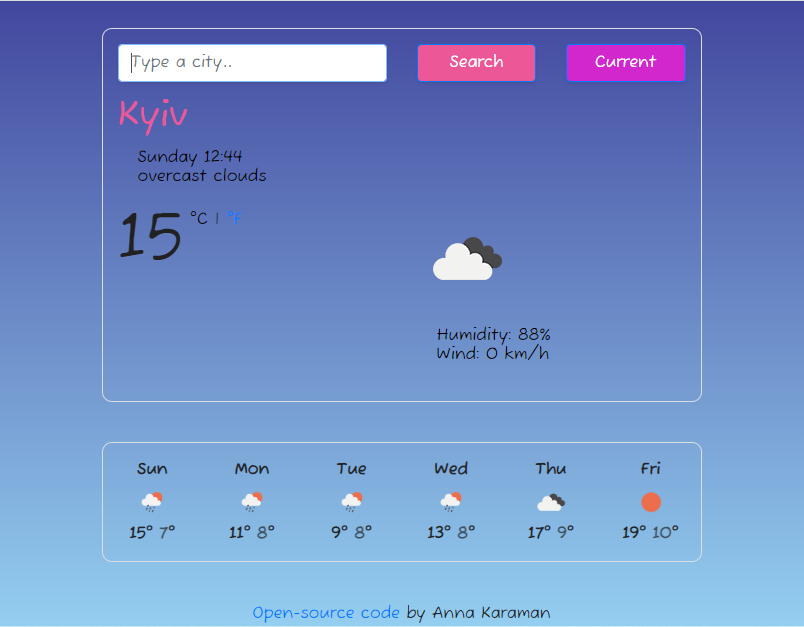 Type a city..
Search
Current
Kyiv
Sunday 12:44
overcast clouds
15 °C | °F
Humidity: 88%
Wind: 0 km/h
Sun Mon Tue Wed Thu Fri
15° 7° 11° 8° 9° 8° 13° 8° 17° 9° 19° 10°
Open-source code by Anna Karaman